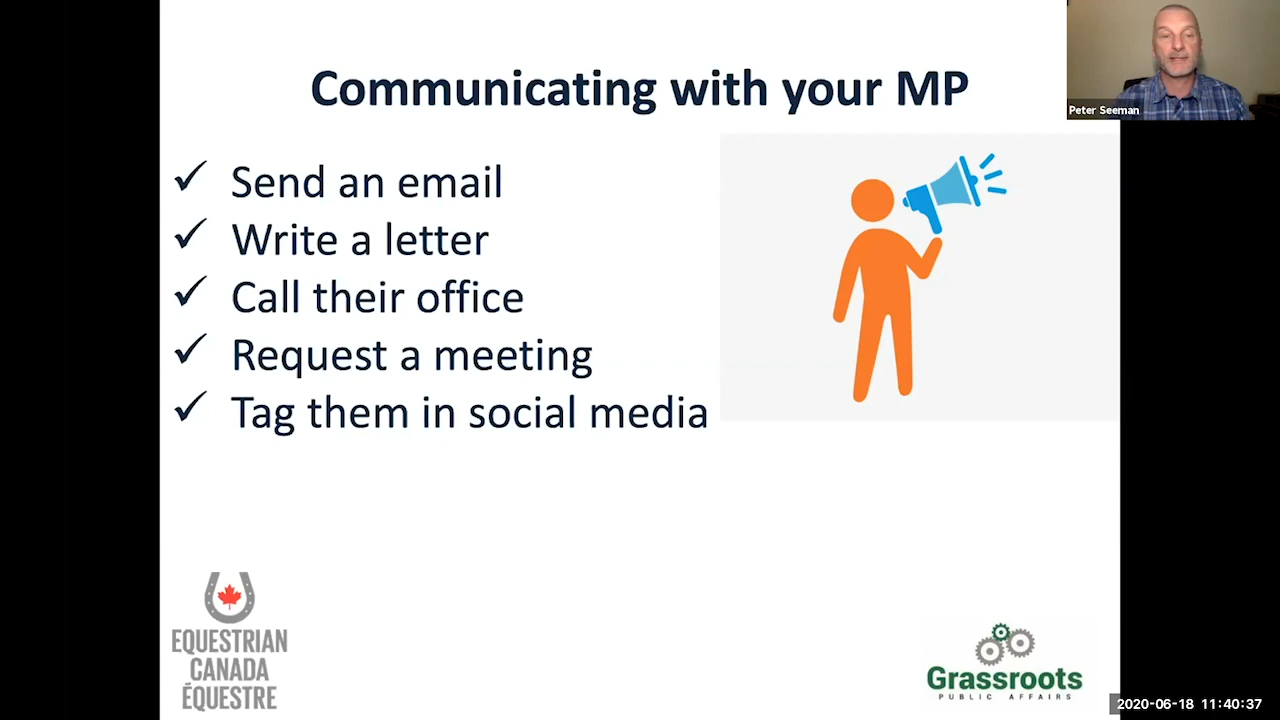 Communicating with your MP
Peter Seeman
✓ Send an email
✓ Write a letter
✓ Call their office
✓ Request a meeting
✓ Tag them in social media
EQUESTRIAN
CANADA
ÉQUESTRE
Grassroots
PUBLIC AFFAIRS
2020-06-18 11:40:37